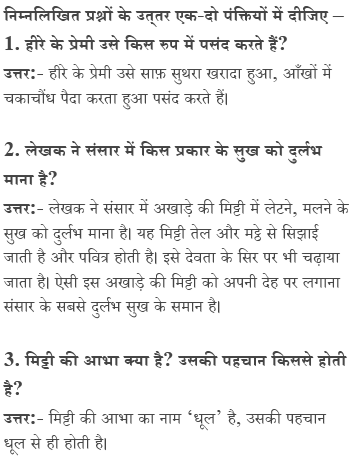 निम्नलिखित प्रश्नों के उत्तर एक-दो पंक्तियों में दीजिए –
1. हीरे के प्रेमी उसे किस रुप में पसंद करते हैं?
उत्तर:- हीरे के प्रेमी उसे साफ़ सुथरा खरादा हुआ, आँखों में
चकाचौंध पैदा करता हुआ पसंद करते हैं।
2. लेखक ने संसार में किस प्रकार के सुख को दुर्लभ
माना है?
उत्तर:- लेखक ने संसार में अखाड़े की मिट्टी में लेटने, मलने के
सुख को दुर्लभ माना है। यह मिट्टी तेल और मट्ठे से सिझाई
जाती है और पवित्र होती है। इसे देवता के सिर पर भी चढ़ाया
जाता है। ऐसी इस अखाड़े की मिट्टी को अपनी देह पर लगाना
संसार के सबसे दुर्लभ सुख के समान है।
3. मिट्टी की आभा क्या है? उसकी पहचान किससे होती
है?
उत्तर:- मिट्टी की आभा का नाम ‘धूल’ है, उसकी पहचान
धूल से ही होती है।